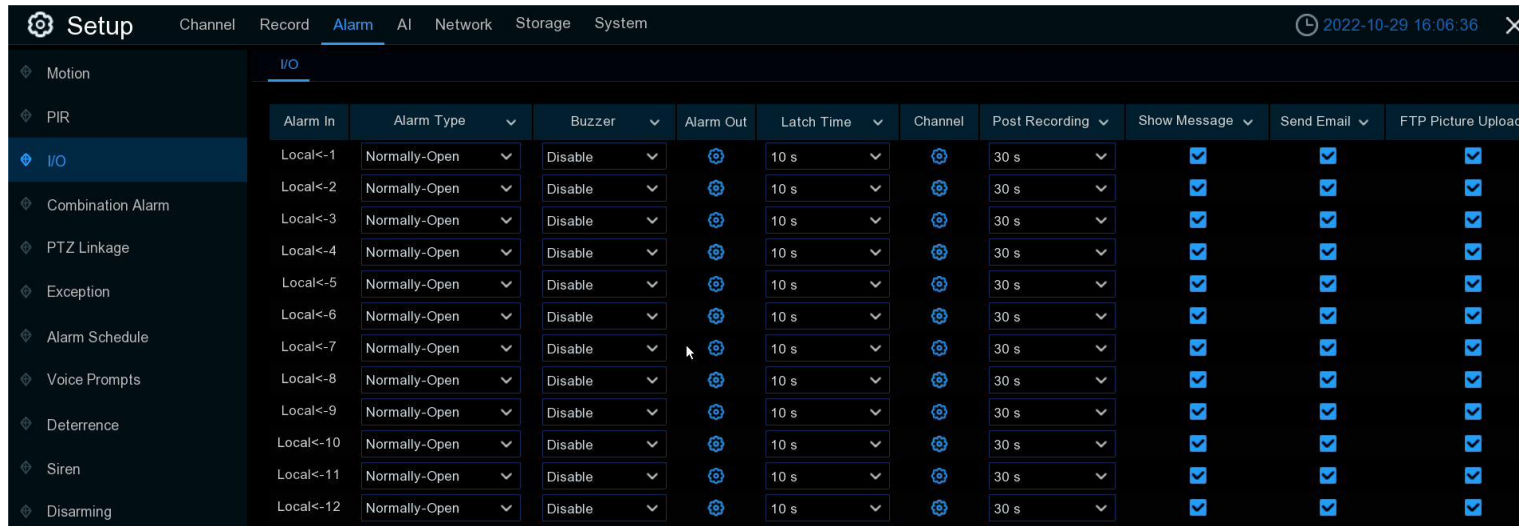 Setup Channel Record Alarm AI Network Storage System 2022-10-29 16:06:36
Motion
PIR
I/O
Combination Alarm
PTZ Linkage
Exception
Alarm Schedule
Voice Prompts
Deterrence
Siren
Disarming
I/O
Alarm In Alarm Type Buzzer Alarm Out Latch Time Channel Post Recording Show Message Send Email FTP Picture Upload
Local<-1 Normally-Open Disable 10 s 30 s
Local<-2 Normally-Open Disable 10 s 30 s
Local<-3 Normally-Open Disable 10 s 30 s
Local<-4 Normally-Open Disable 10 s 30 s
Local<-5 Normally-Open Disable 10 s 30 s
Local<-6 Normally-Open Disable 10 s 30 s
Local<-7 Normally-Open Disable 10 s 30 s
Local<-8 Normally-Open Disable 10 s 30 s
Local<-9 Normally-Open Disable 10 s 30 s
Local<-10 Normally-Open Disable 10 s 30 s
Local<-11 Normally-Open Disable 10 s 30 s
Local<-12 Normally-Open Disable 10 s 30 s